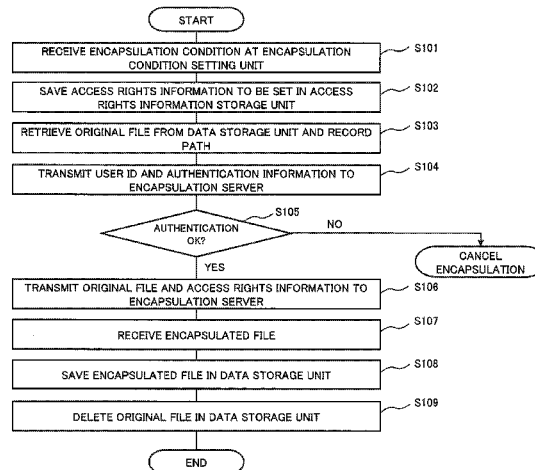 START
RECEIVE ENCAPSULATION CONDITION AT ENCAPSULATION
CONDITION SETTING UNIT
S101
SAVE ACCESS RIGHTS INFORMATION TO BE SET IN ACCESS
RIGHTS INFORMATION STORAGE UNIT
S102
RETRIEVE ORIGINAL FILE FROM DATA STORAGE UNIT AND RECORD
PATH
S103
TRANSMIT USER ID AND AUTHENTICATION INFORMATION TO
ENCAPSULATION SERVER
S104
AUTHENTICATION
OK?
S105
NO
CANCEL
ENCAPSULATION
YES
TRANSMIT ORIGINAL FILE AND ACCESS RIGHTS INFORMATION TO
ENCAPSULATION SERVER
S106
RECEIVE ENCAPSULATED FILE
S107
SAVE ENCAPSULATED FILE IN DATA STORAGE UNIT
S108
DELETE ORIGINAL FILE IN DATA STORAGE UNIT
S109
END